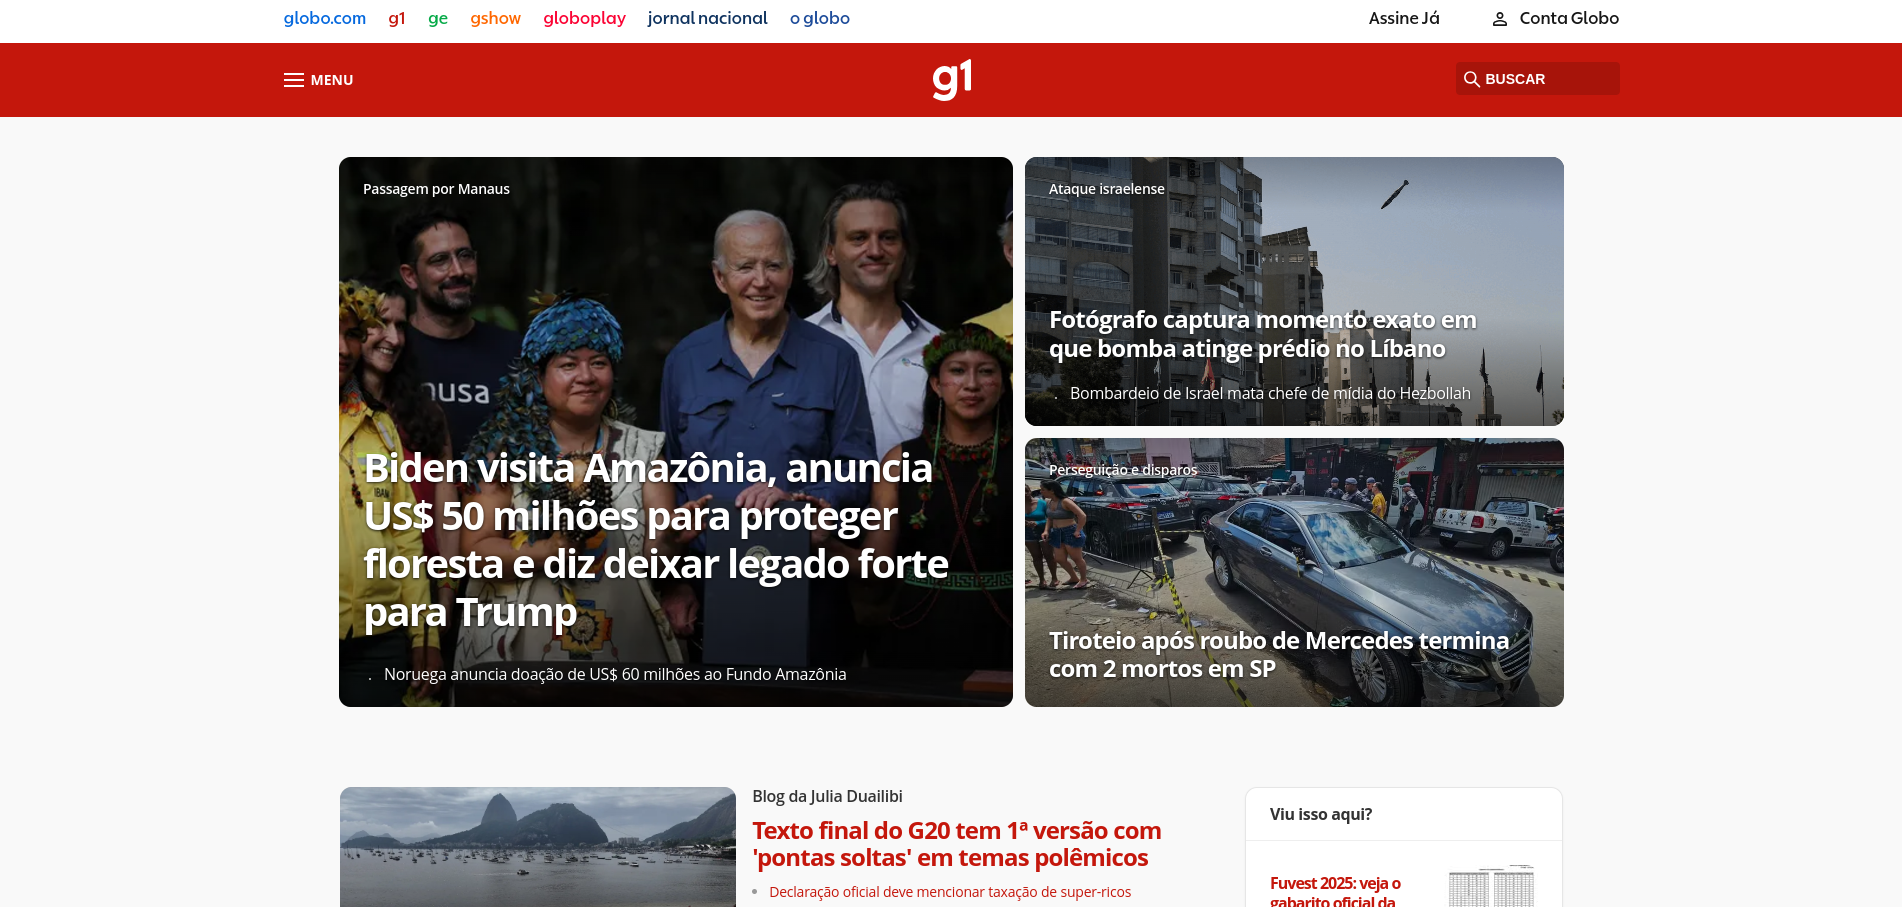 globo.com g1 ge gshow globoplay jornal nacional o globo Assine Já Conta Globo
MENU g1 BUSCAR
Passagem por Manaus
Biden visita Amazônia, anuncia
US$ 50 milhões para proteger
floresta e diz deixar legado forte
para Trump
Noruega anuncia doação de US$ 60 milhões ao Fundo Amazônia
Ataque israelense
Fotógrafo captura momento exato em
que bomba atinge prédio no Líbano
Bombardeio de Israel mata chefe de mídia do Hezbollah
Perseguição e disparos
Tiroteio após roubo de Mercedes termina
com 2 mortos em SP
Blog da Julia Duailibi
Texto final do G20 tem 1ª versão com
'pontas soltas' em temas polêmicos
Declaração oficial deve mencionar taxação de super-ricos
Viu isso aqui?
Fuvest 2025: veja o
gabarito oficial da